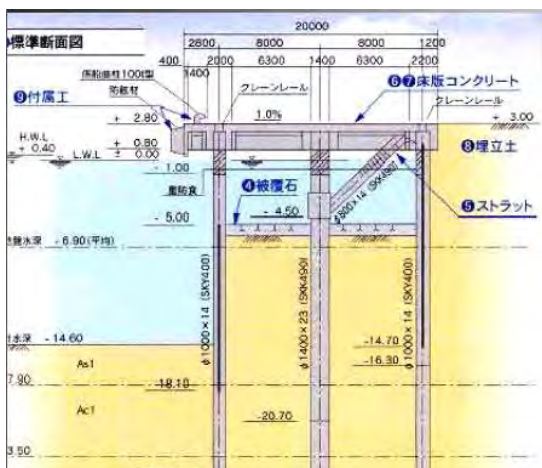 標準断面図
20000
2800 8000 8000 1200
400 2000 6300 1400 6300 2200
1400
係船曲柱100t型
防舷材
クレーンレール
❻❼床版コンクリート
クレーンレール
❾付属工
+ 2.80
1.0%
+ 3.00
H.W.L
+ 0.40
+ 0.80
L.W.L
± 0.00
❽埋立土
- 1.00
重防食
❹被覆石
φ800×14 (SKK490)
❺ストラット
- 5.00
- 4.50
水深 - 6.90(平均)
φ1000×14 (SKY400)
φ1400×23 (SKK490)
φ1000×14 (SKY400)
水深 -14.60
-14.70
-16.30
As1
7.90
-18.10
Ac1
-20.70
3.50